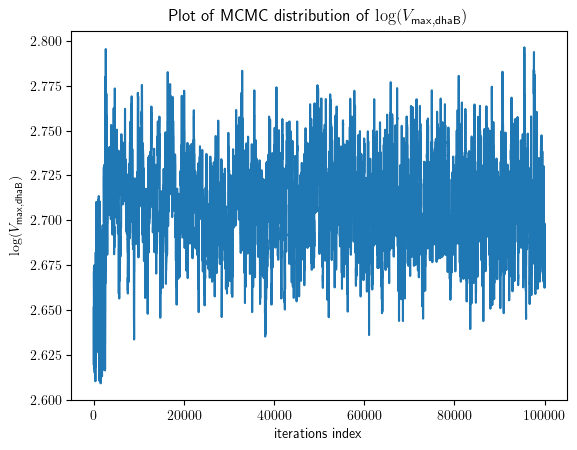 Plot of MCMC distribution of log(V_max,dhaB)
2.800
2.775
2.750
2.725
2.700
2.675
2.650
2.625
2.600
log(V_max,dhaB)
0 20000 40000 60000 80000 100000
iterations index